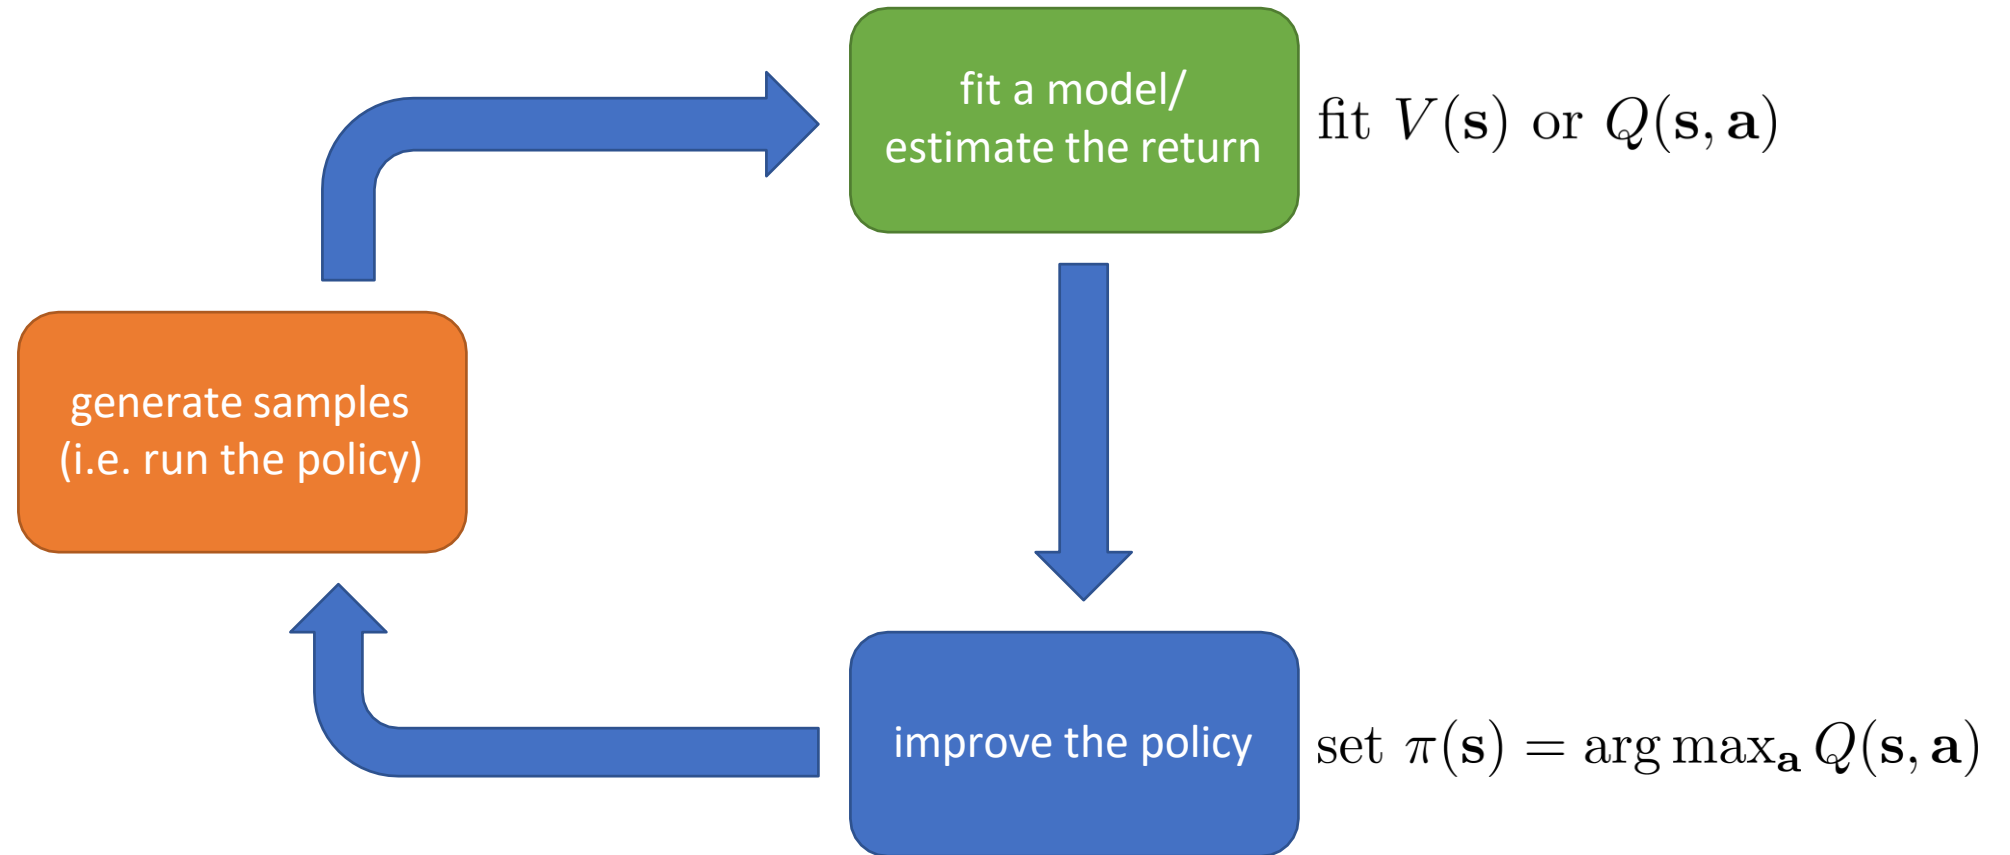 fit a model/
estimate the return
fit V(s) or Q(s, a)
generate samples
(i.e. run the policy)
improve the policy
set π(s) = arg maxₐ Q(s, a)